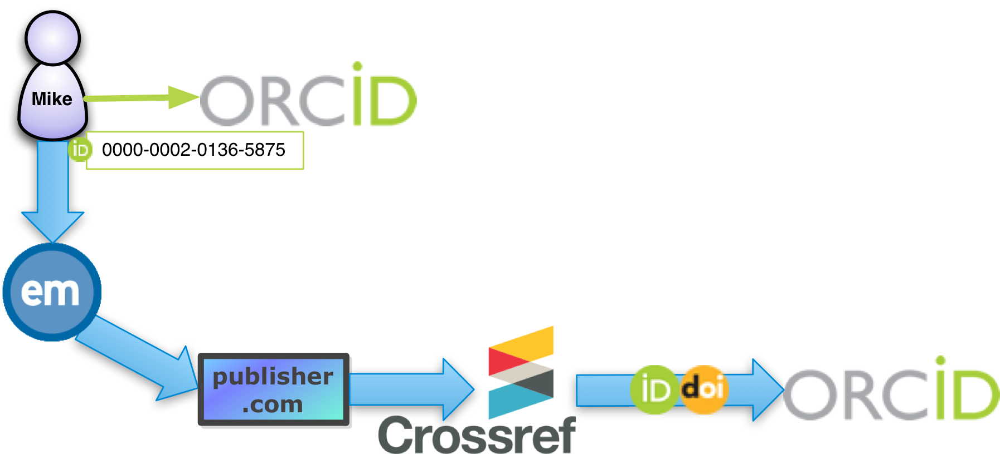 Mike
ORCiD
iD 0000-0002-0136-5875
em
publisher
.com
Crossref
iD doi
ORCiD